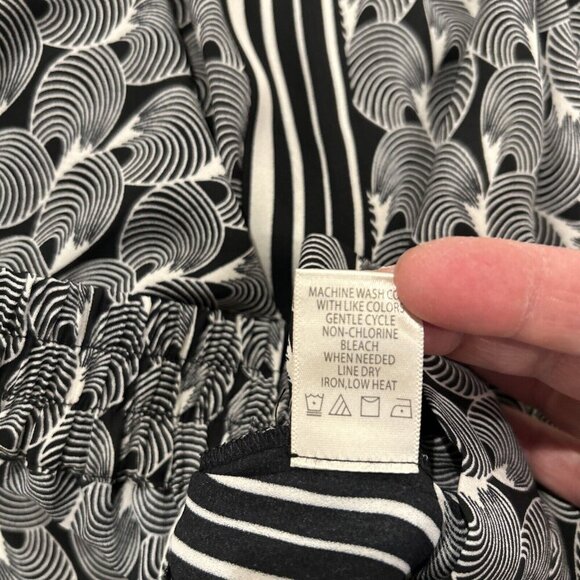 MACHINE WASH CO
WITH LIKE COLORS
GENTLE CYCLE
NON-CHLORINE
BLEACH
WHEN NEEDED
LINE DRY
IRON,LOW HEAT